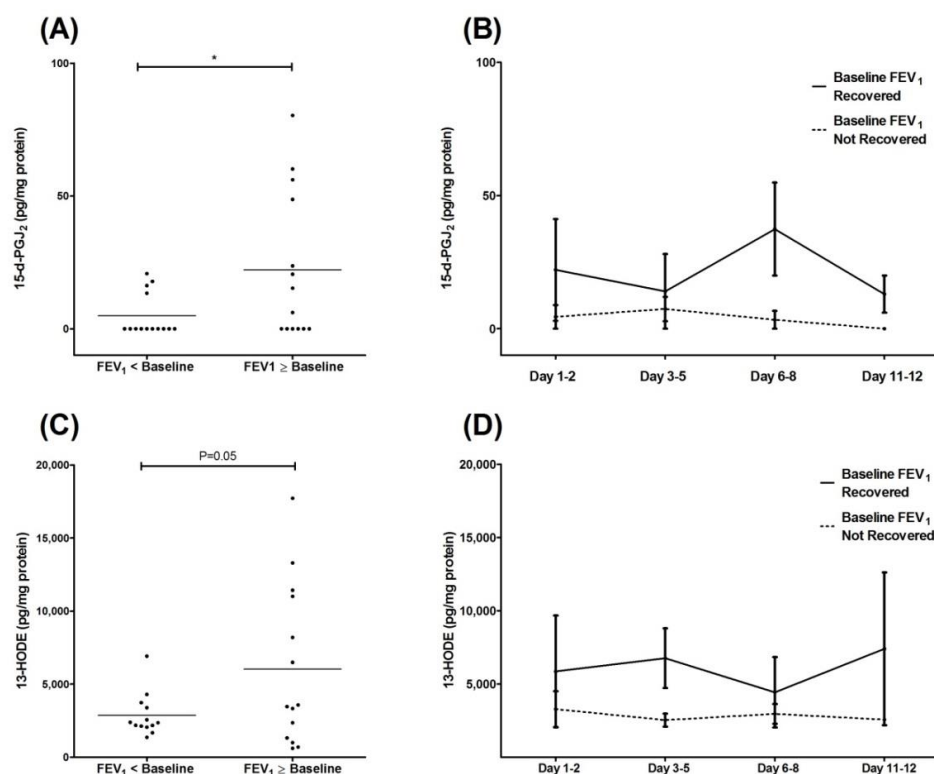 (A)
*
100
50
0
15-d-PGJ₂ (pg/mg protein)
FEV₁ < Baseline
FEV1 ≥ Baseline
(B)
100
50
0
15-d-PGJ₂ (pg/mg protein)
Baseline FEV₁
Recovered
Baseline FEV₁
Not Recovered
Day 1-2
Day 3-5
Day 6-8
Day 11-12
(C)
P=0.05
20,000
15,000
10,000
5,000
0
13-HODE (pg/mg protein)
FEV₁ < Baseline
FEV₁ ≥ Baseline
(D)
20,000
15,000
10,000
5,000
13-HODE (pg/mg protein)
Baseline FEV₁
Recovered
Baseline FEV₁
Not Recovered
Day 1-2
Day 3-5
Day 6-8
Day 11-12